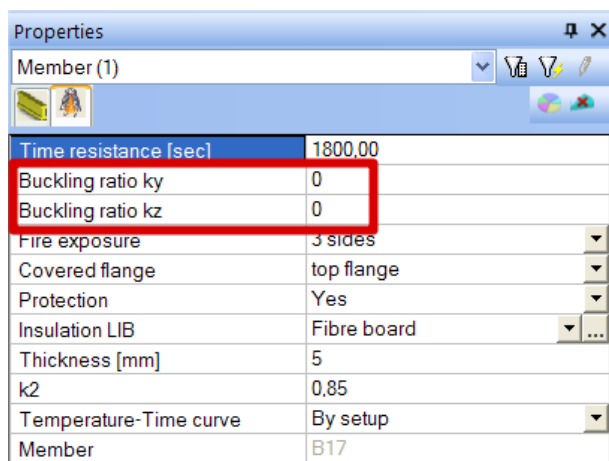 Properties
Member (1)
Time resistance [sec] 1800,00
Buckling ratio ky 0
Buckling ratio kz 0
Fire exposure 3 sides
Covered flange top flange
Protection Yes
Insulation LIB Fibre board
Thickness [mm] 5
k2 0,85
Temperature-Time curve By setup
Member B17